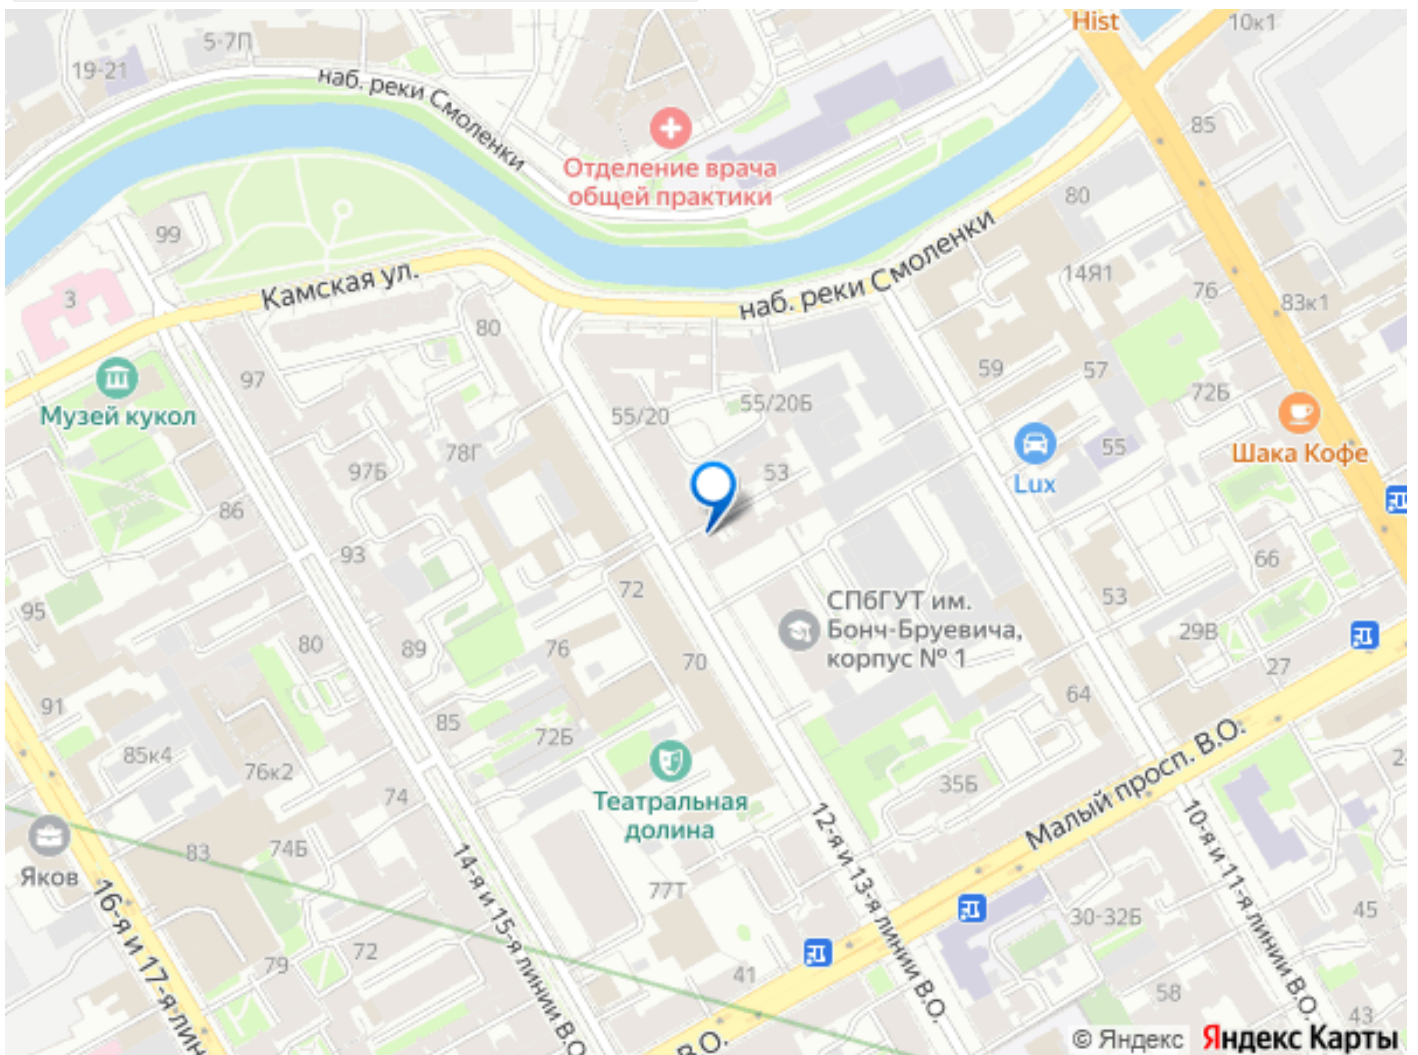 Hist
10к1
5-7П
19-21
наб. реки Смоленки
85
Отделение врача
общей практики
80
99
наб. реки Смоленки
Камская ул.
3
14Я1
76
83к1
80
97
59
57
72Б
Музей кукол
55/20
55/20Б
Шака Кофе
78Г
97Б
53
55
Lux
86
93
66
72
СПбГУТ им.
Бонч-Бруевича,
корпус № 1
53
29В
95
80
89
76
70
27
64
91
85
72Б
85к4
76к2
74
35Б
Малый просп. В.О.
Театральная
долина
83
74Б
Яков
77Т
12-я и 13-я линии В.О.
10-я и 11-я линии В.О.
14-я и 15-я линии В.О.
16-я и 17-я лин
30-32Б
45
72
79
41
58
43
В.О.
© Яндекс Яндекс Карты